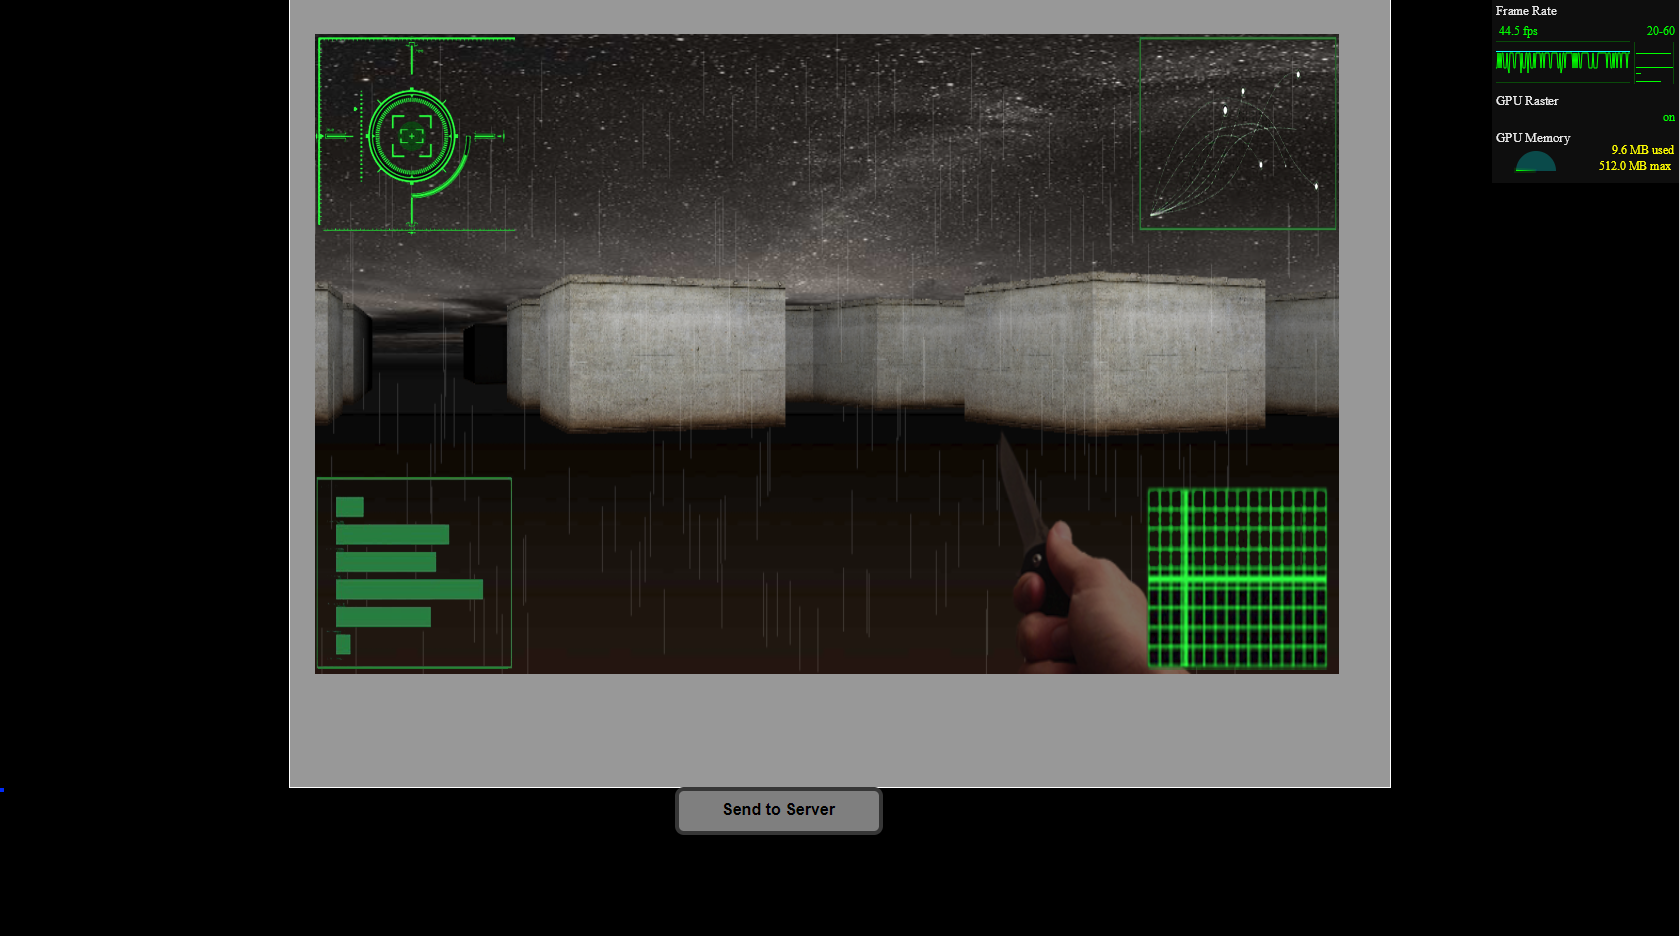 Frame Rate
44.5 fps 20-60
GPU Raster
on
GPU Memory
9.6 MB used
512.0 MB max
Send to Server